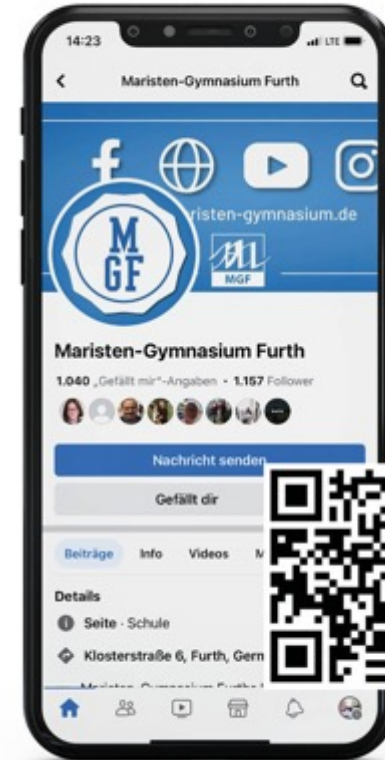 14:23
LTE
Maristen-Gymnasium Furth
risten-gymnasium.de
M
GF
MGF
Maristen-Gymnasium Furth
1.040 „Gefällt mir“-Angaben • 1.157 Follower
Nachricht senden
Gefällt dir
Beiträge Info Videos M
Details
Seite · Schule
Klosterstraße 6, Furth, Germ